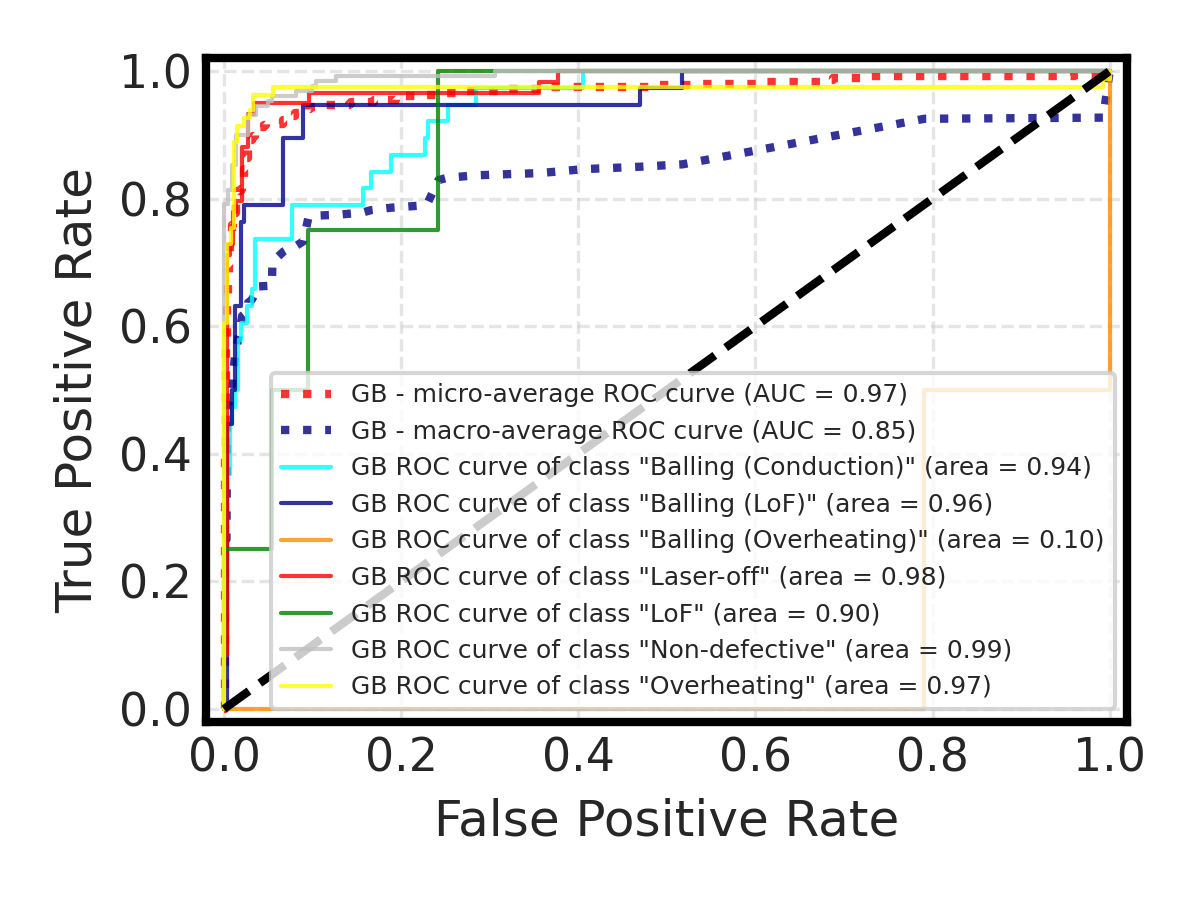 1.0
0.8
0.6
0.4
0.2
0.0
True Positive Rate
GB - micro-average ROC curve (AUC = 0.97)
GB - macro-average ROC curve (AUC = 0.85)
GB ROC curve of class "Balling (Conduction)" (area = 0.94)
GB ROC curve of class "Balling (LoF)" (area = 0.96)
GB ROC curve of class "Balling (Overheating)" (area = 0.10)
GB ROC curve of class "Laser-off" (area = 0.98)
GB ROC curve of class "LoF" (area = 0.90)
GB ROC curve of class "Non-defective" (area = 0.99)
GB ROC curve of class "Overheating" (area = 0.97)
0.0 0.2 0.4 0.6 0.8 1.0
False Positive Rate